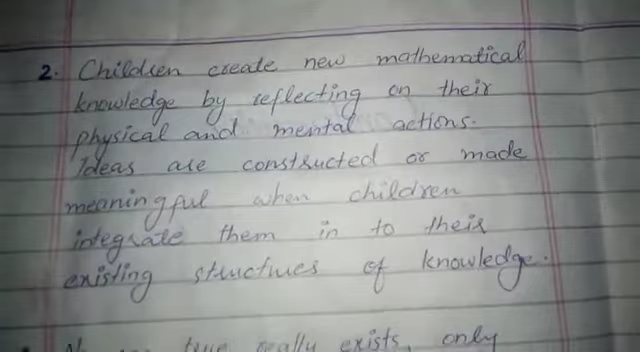 2. Children create new mathematical
knowledge by reflecting on their
physical and mental actions.
Ideas are constructed or made
meaningful when children
integrate them in to their
existing structures of knowledge.
true really exists, only